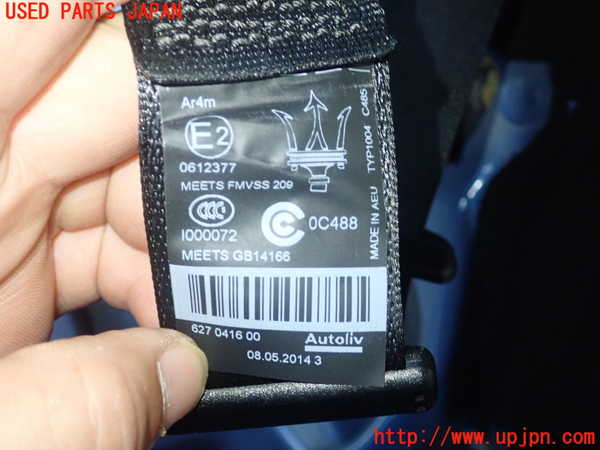 USED PARTS JAPAN
Ar4m
E2
0612377
MEETS FMVSS 209
CCC
I000072
0C488
MEETS GB14166
MADE IN AEU TYP1004 C485
627 0416 00
Autoliv
08.05.2014 3
http://www.upjpn.com